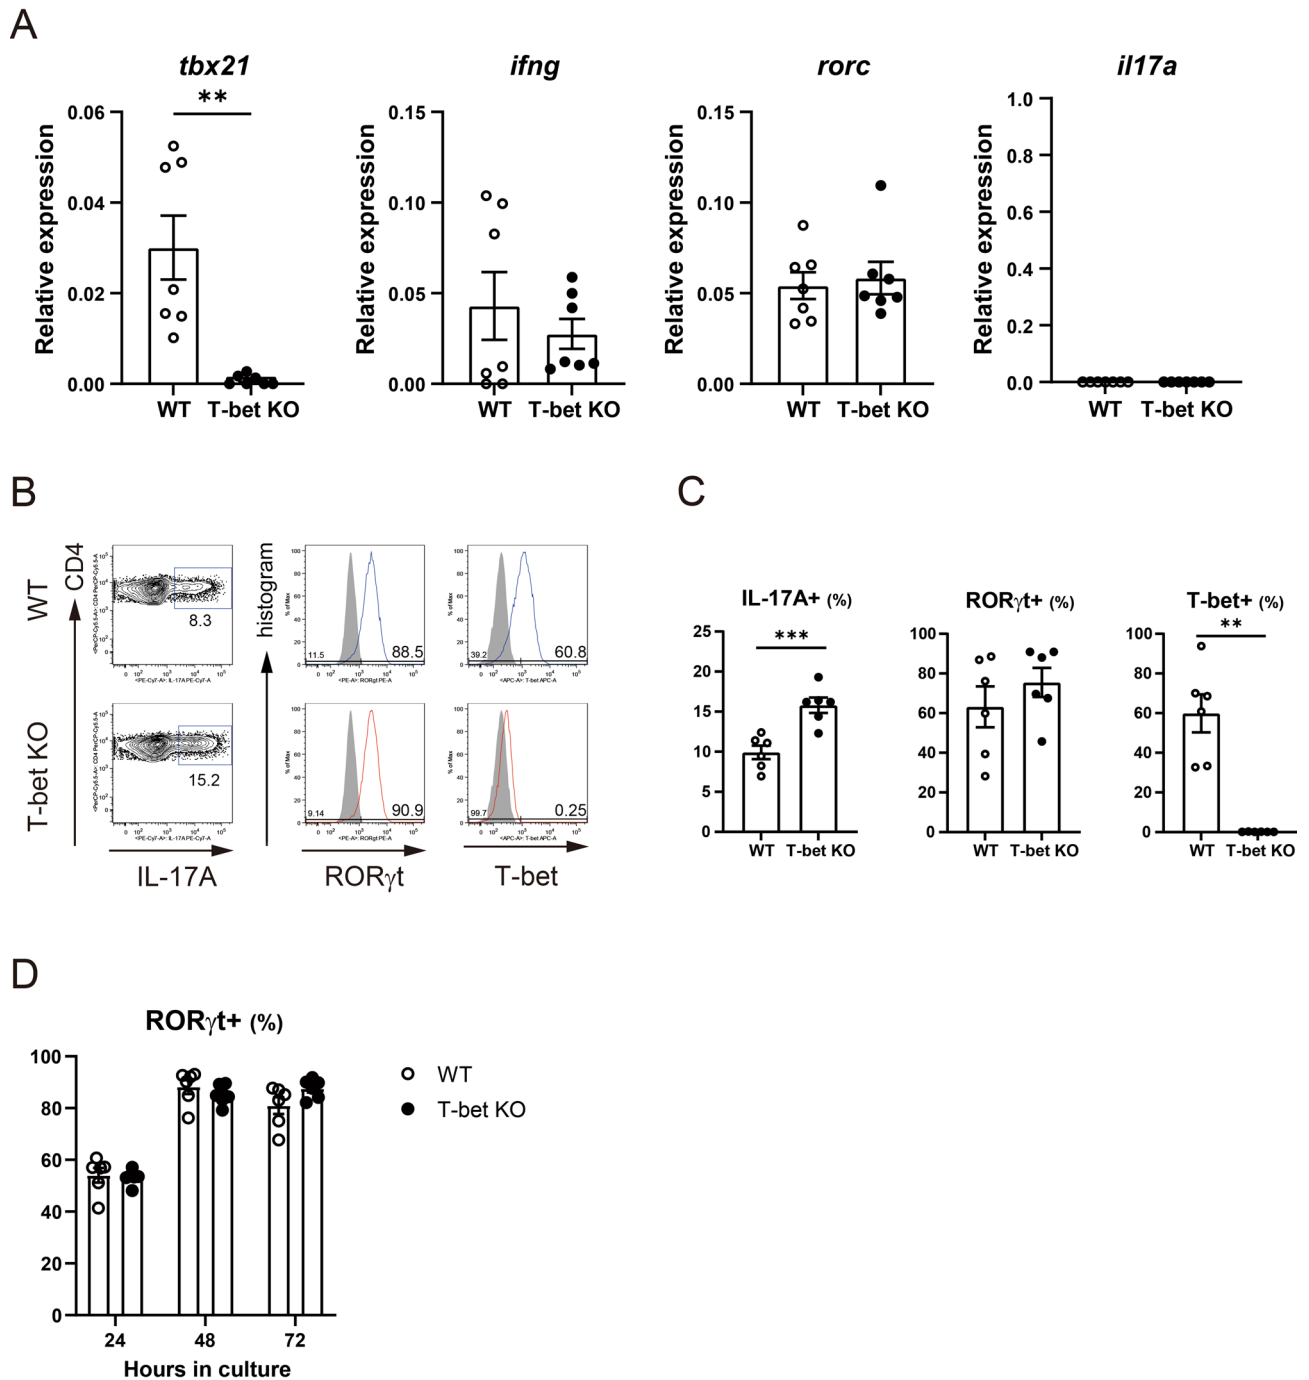 A
tbx21
ifng
rorc
il17a
**
Relative expression
0.06
0.04
0.02
0.00
WT
T-bet KO
Relative expression
0.15
0.10
0.05
0.00
WT
T-bet KO
Relative expression
0.15
0.10
0.05
0.00
WT
T-bet KO
Relative expression
1.0
0.8
0.6
0.4
0.2
0.0
WT
T-bet KO
B
WT
CD4
8.3
histogram
11.5
88.5
39.2
60.8
T-bet KO
15.2
9.14
90.9
99.7
0.25
IL-17A
RORγt
T-bet
C
IL-17A+ (%)
***
25
20
15
10
5
0
WT
T-bet KO
RORγt+ (%)
100
80
60
40
20
0
WT
T-bet KO
T-bet+ (%)
**
100
80
60
40
20
0
WT
T-bet KO
D
RORγt+ (%)
100
80
60
40
20
0
24
48
72
Hours in culture
WT
T-bet KO